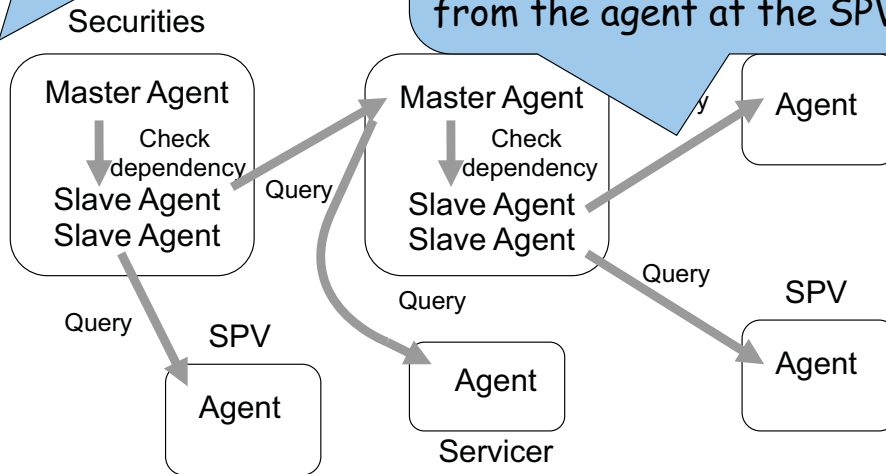 from the agent at the SPV
Securities
Master Agent
Check
dependency
Slave Agent
Slave Agent
Query
Master Agent
Check
dependency
Slave Agent
Slave Agent
Agent
Query
Query
Query
SPV
Agent
Agent
Servicer
SPV
Agent